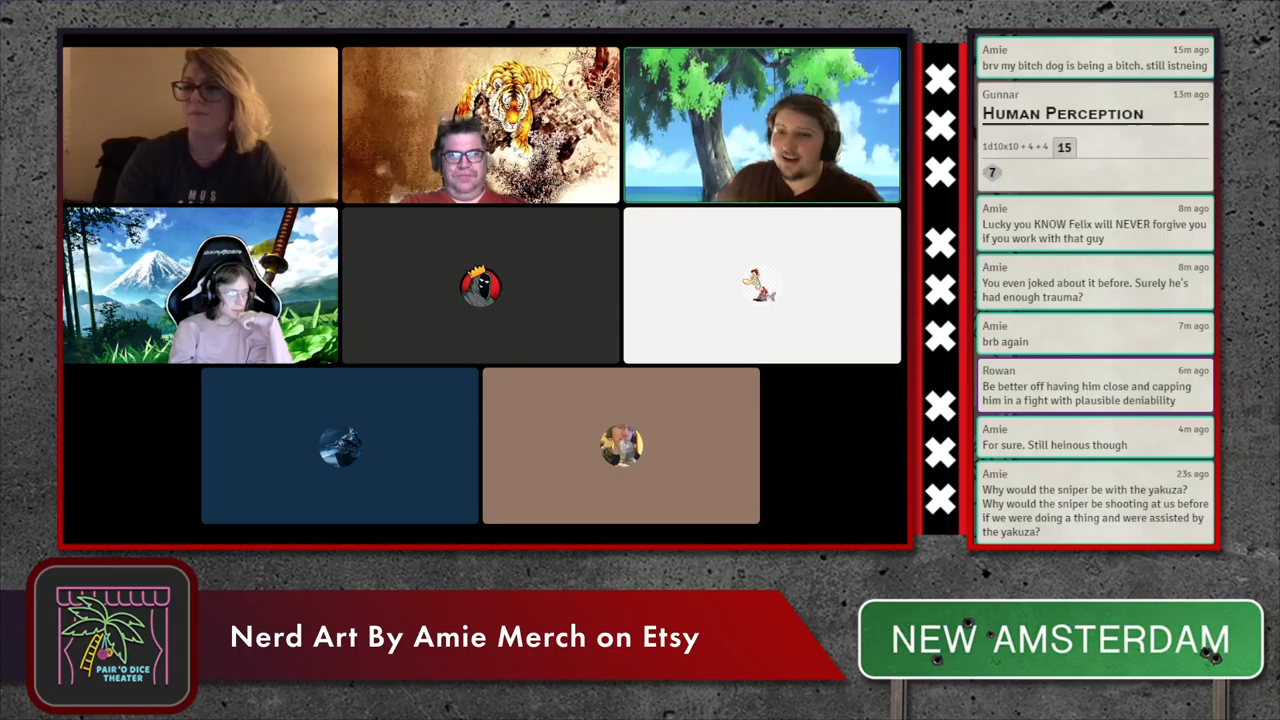 Amie 15m ago
brv my bitch dog is being a bitch. still istneing
Gunnar 13m ago
HUMAN PERCEPTION
1d10x10 + 4 + 4 15
7
Amie 8m ago
Lucky you KNOW Felix will NEVER forgive you
if you work with that guy
Amie 8m ago
You even joked about it before. Surely he's
had enough trauma?
Amie 7m ago
brb again
Rowan 6m ago
Be better off having him close and capping
him in a fight with plausible deniability
Amie 4m ago
For sure. Still heinous though
Amie 23s ago
Why would the sniper be with the yakuza?
Why would the sniper be shooting at us before
if we were doing a thing and were assisted by
the yakuza?
PAIR'O DICE
THEATER
Nerd Art By Amie Merch on Etsy
NEW AMSTERDAM